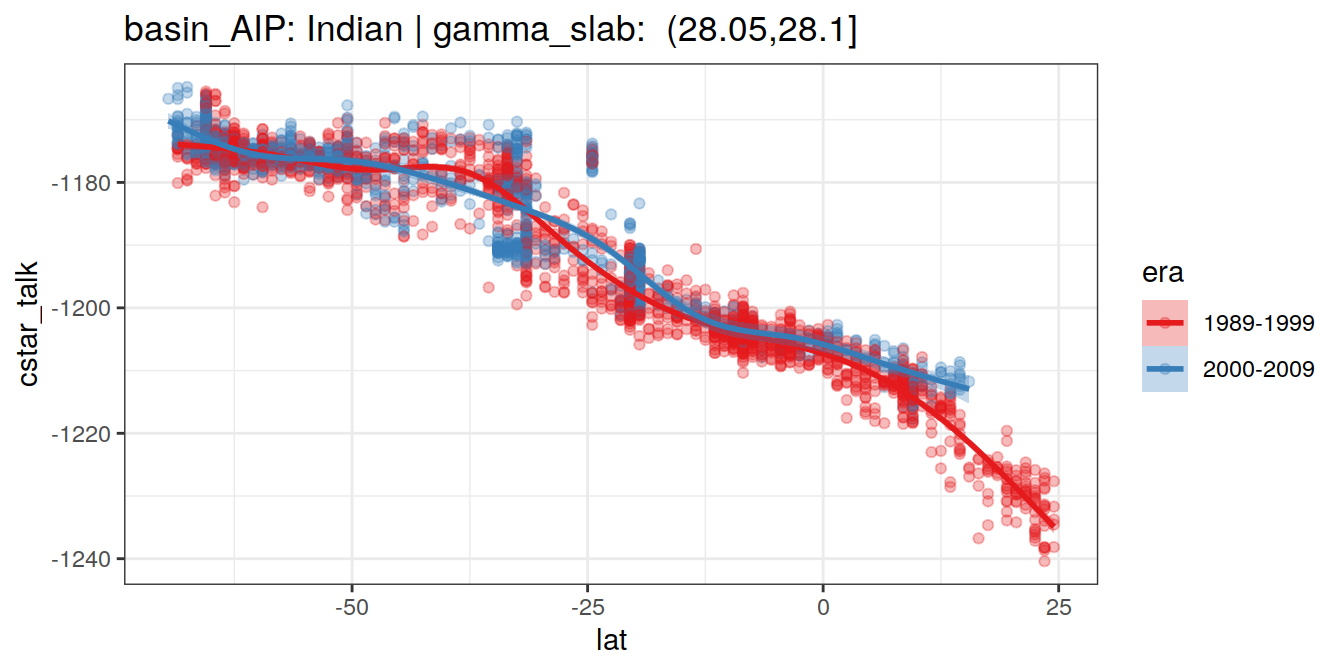 basin_AIP: Indian | gamma_slab:  (28.05,28.1]
cstar_talk
-1180
-1200
-1220
-1240
-50
-25
0
25
lat
era
1989-1999
2000-2009